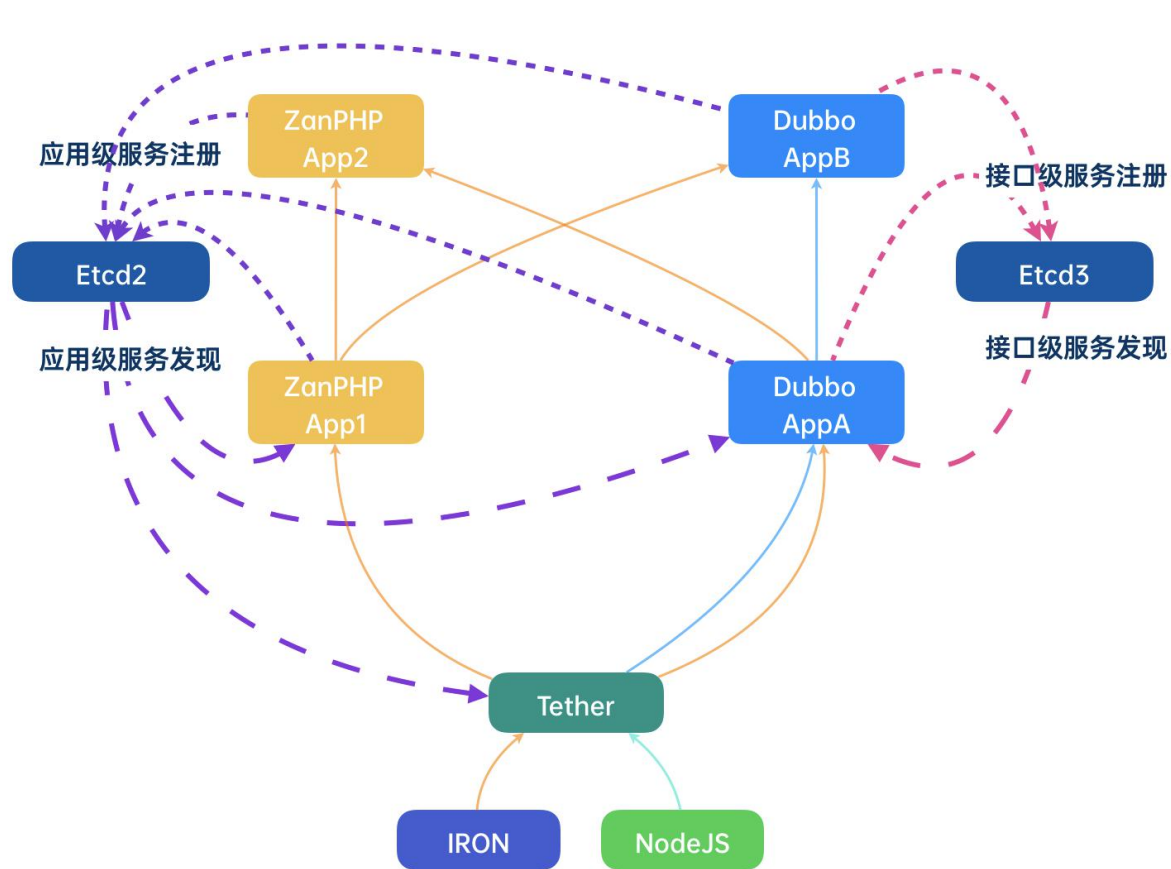 ZanPHP
App2
Dubbo
AppB
应用级服务注册
接口级服务注册
Etcd2
Etcd3
应用级服务发现
接口级服务发现
ZanPHP
App1
Dubbo
AppA
Tether
IRON
NodeJS